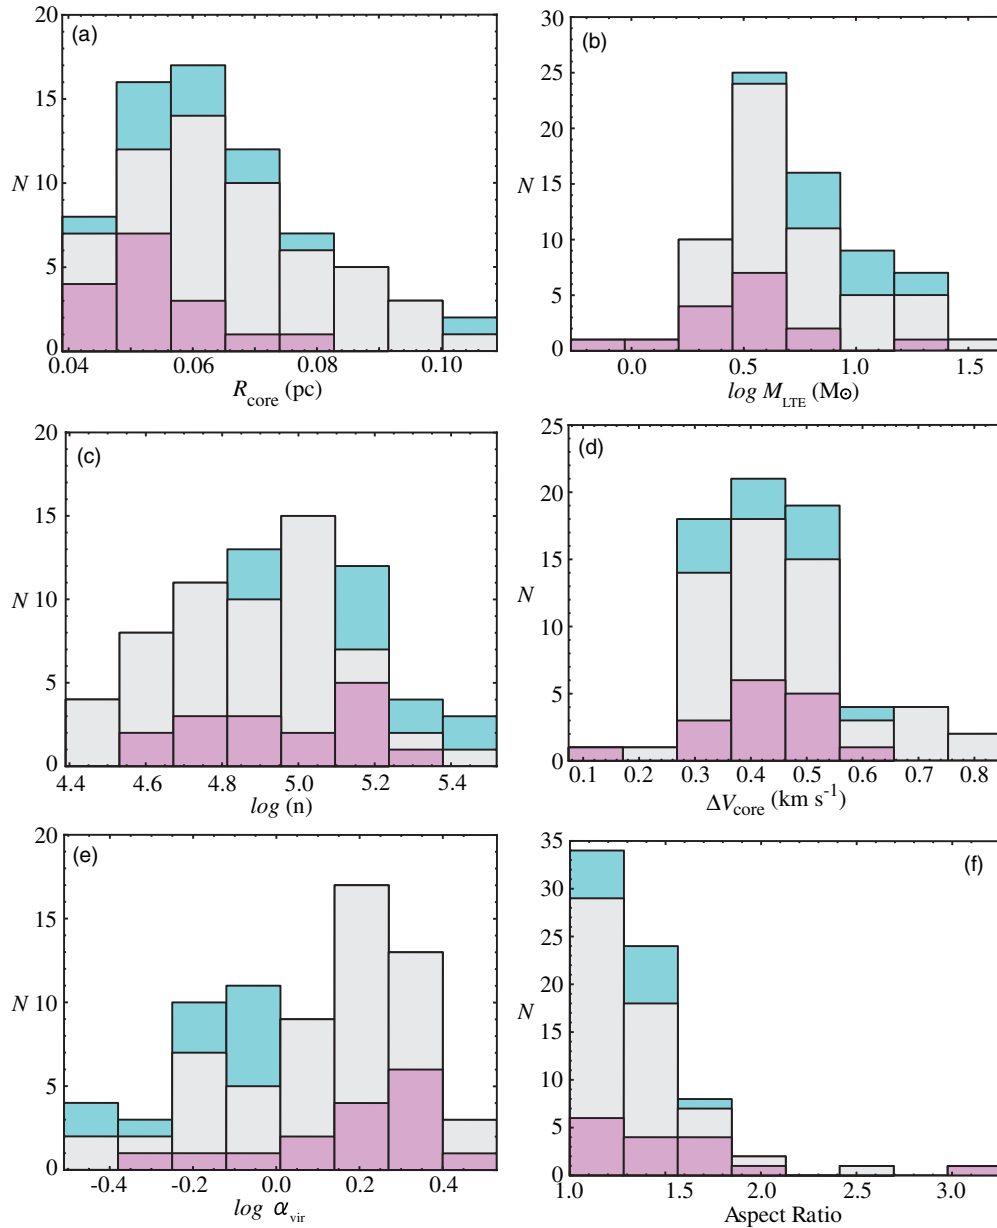 (a)
20
15
N
10
5
0
0.04 0.06 0.08 0.10
R core (pc)
(b)
30
25
20
15
N
10
5
0
0.0 0.5 1.0 1.5
log M LTE (M⊙)
(c)
20
15
N
10
5
0
4.4 4.6 4.8 5.0 5.2 5.4
log (n)
(d)
25
20
15
N
10
5
0
0.1 0.2 0.3 0.4 0.5 0.6 0.7 0.8
ΔV core (km s⁻¹)
(e)
20
15
N
10
5
0
-0.4 -0.2 0.0 0.2 0.4
log α vir
(f)
35
30
25
20
N
15
10
5
0
1.0 1.5 2.0 2.5 3.0
Aspect Ratio